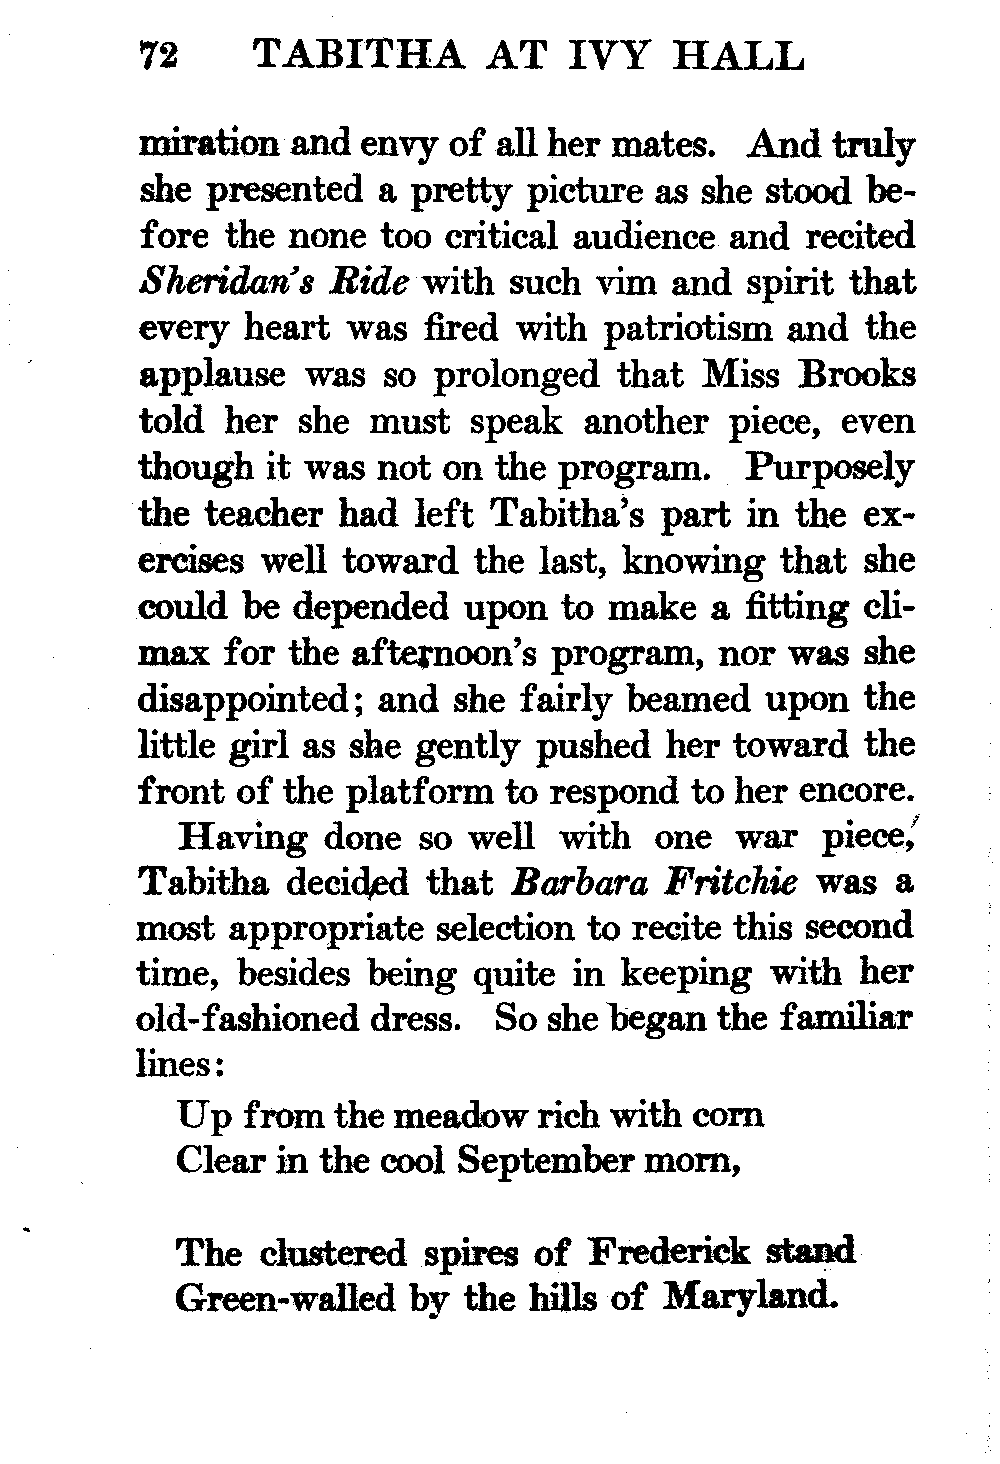 72 TABITHA AT IVY HALL
miration and envy of all her mates. And truly
she presented a pretty picture as she stood be-
fore the none too critical audience and recited
Sheridan's Ride with such vim and spirit that
every heart was fired with patriotism and the
applause was so prolonged that Miss Brooks
told her she must speak another piece, even
though it was not on the program. Purposely
the teacher had left Tabitha's part in the ex-
ercises well toward the last, knowing that she
could be depended upon to make a fitting cli-
max for the afternoon's program, nor was she
disappointed; and she fairly beamed upon the
little girl as she gently pushed her toward the
front of the platform to respond to her encore.
Having done so well with one war piece,
Tabitha decided that Barbara Fritchie was a
most appropriate selection to recite this second
time, besides being quite in keeping with her
old-fashioned dress. So she began the familiar
lines:
Up from the meadow rich with corn
Clear in the cool September morn,
The clustered spires of Frederick stand
Green-walled by the hills of Maryland.